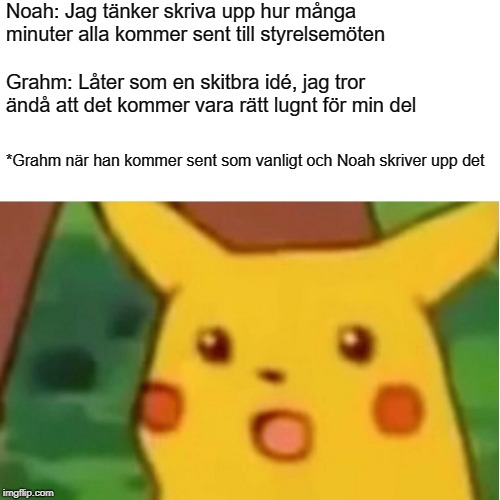 Noah: Jag tänker skriva upp hur många
minuter alla kommer sent till styrelsemöten
Grahm: Låter som en skitbra idé, jag tror
ändå att det kommer vara rätt lugnt för min del
*Grahm när han kommer sent som vanligt och Noah skriver upp det
imgflip.com